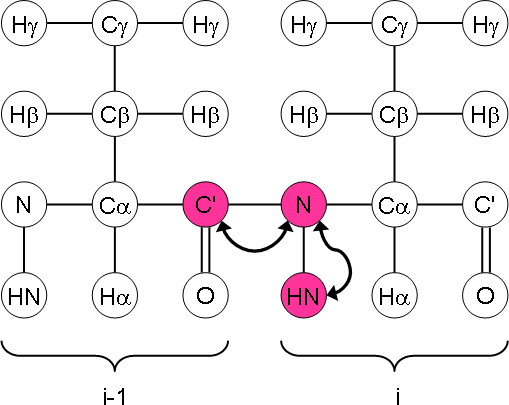 Hγ Cγ Hγ Hγ Cγ Hγ
Hβ Cβ Hβ Hβ Cβ Hβ
N Cα C' N Cα C'
HN Hα O HN Hα O
i-1 i